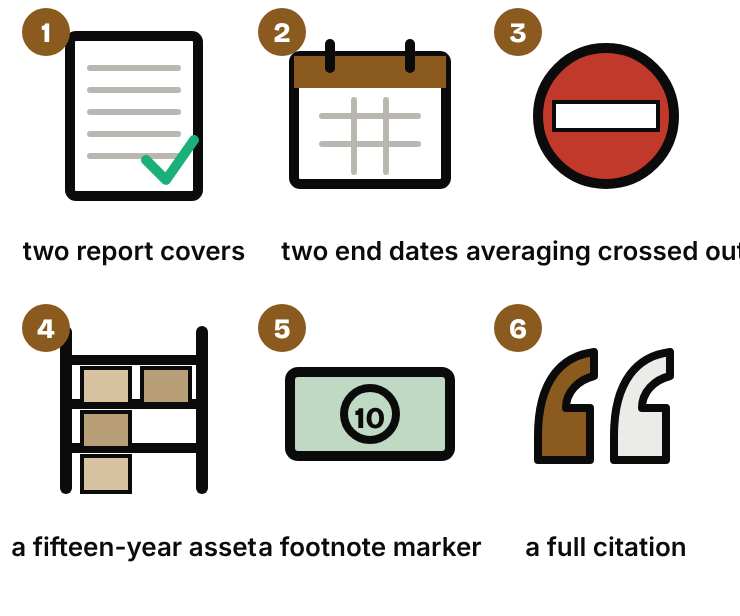 1
2
3
two report covers
two end dates
averaging crossed out
4
5
10
6
a fifteen-year asset
a footnote marker
a full citation